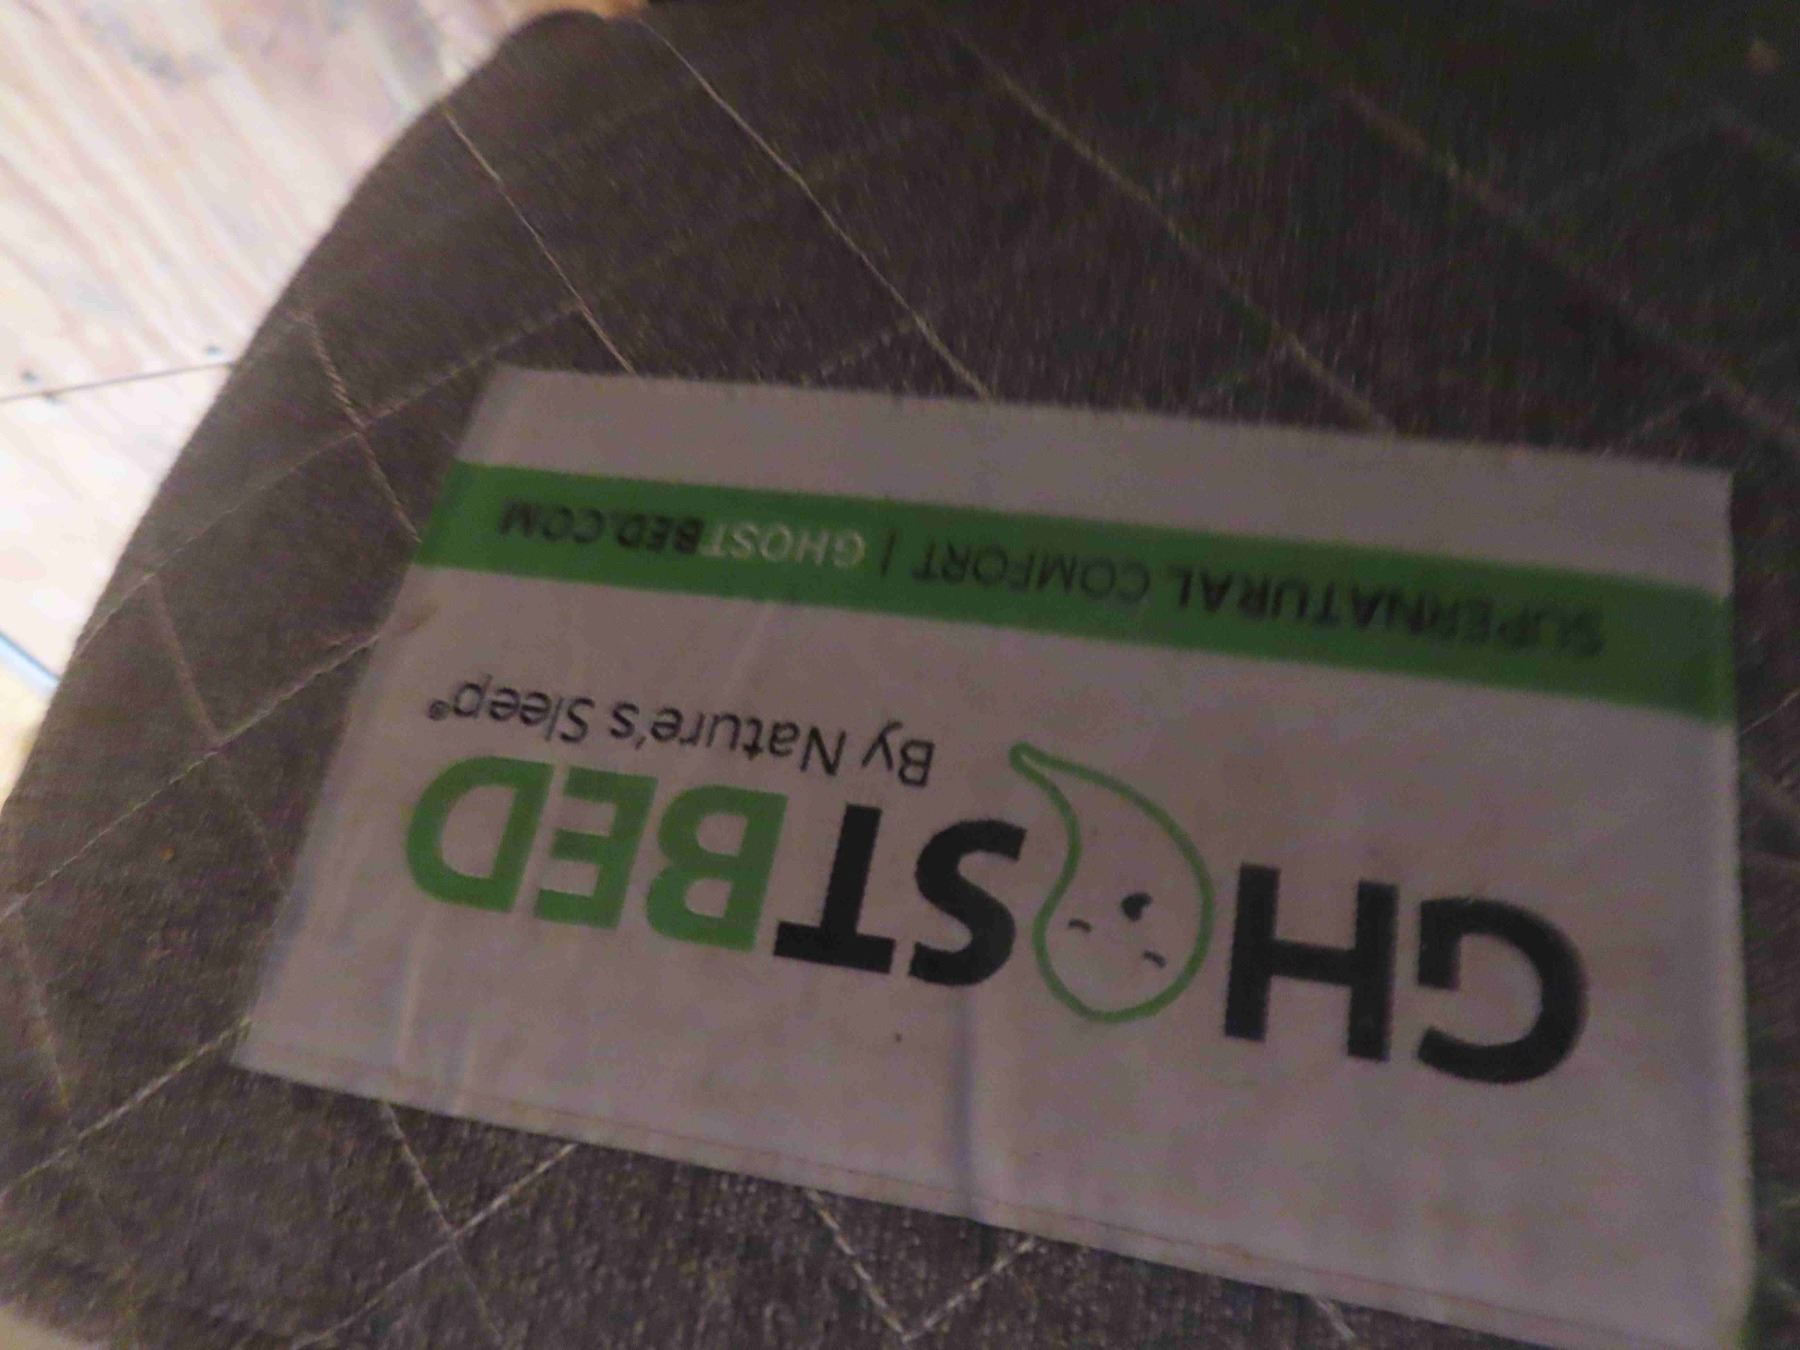 GHOSTBED
By Nature's Sleep®
SUPERNATURAL COMFORT | GHOSTBED.COM